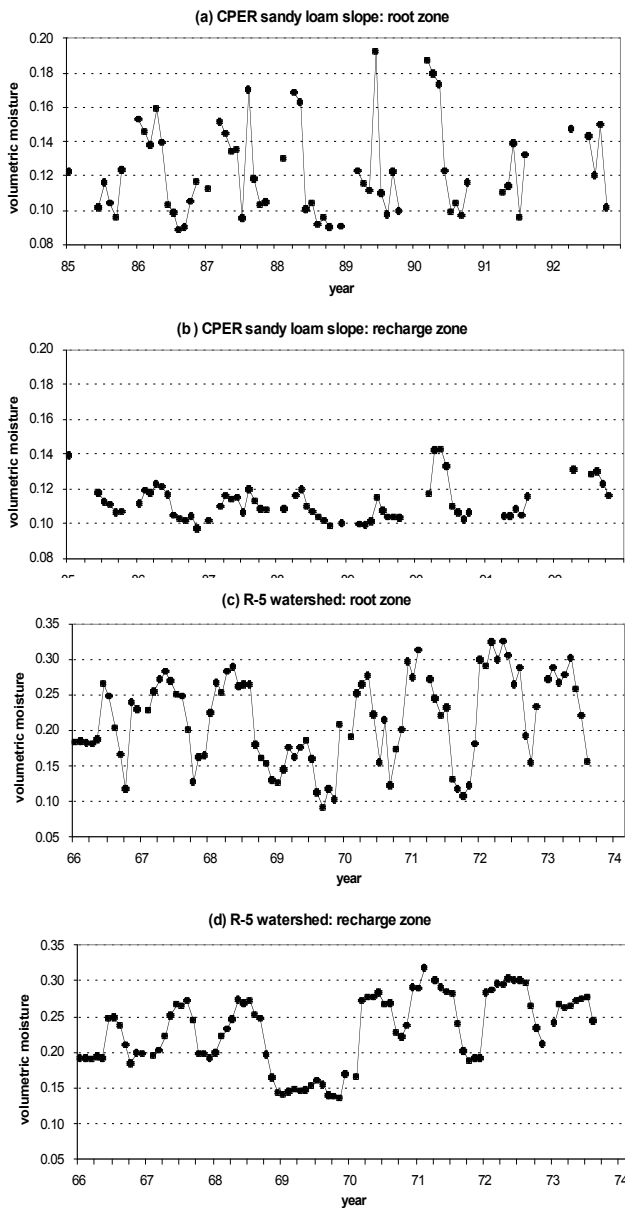 (a) CPER sandy loam slope: root zone
volumetric moisture
0.20
0.18
0.16
0.14
0.12
0.10
0.08
85 86 87 88 89 90 91 92
year
(b ) CPER sandy loam slope: recharge zone
volumetric moisture
0.20
0.18
0.16
0.14
0.12
0.10
0.08
(c) R-5 watershed: root zone
volumetric moisture
0.35
0.30
0.25
0.20
0.15
0.10
0.05
66 67 68 69 70 71 72 73 74
year
(d) R-5 watershed: recharge zone
volumetric moisture
0.35
0.30
0.25
0.20
0.15
0.10
0.05
66 67 68 69 70 71 72 73 74
year